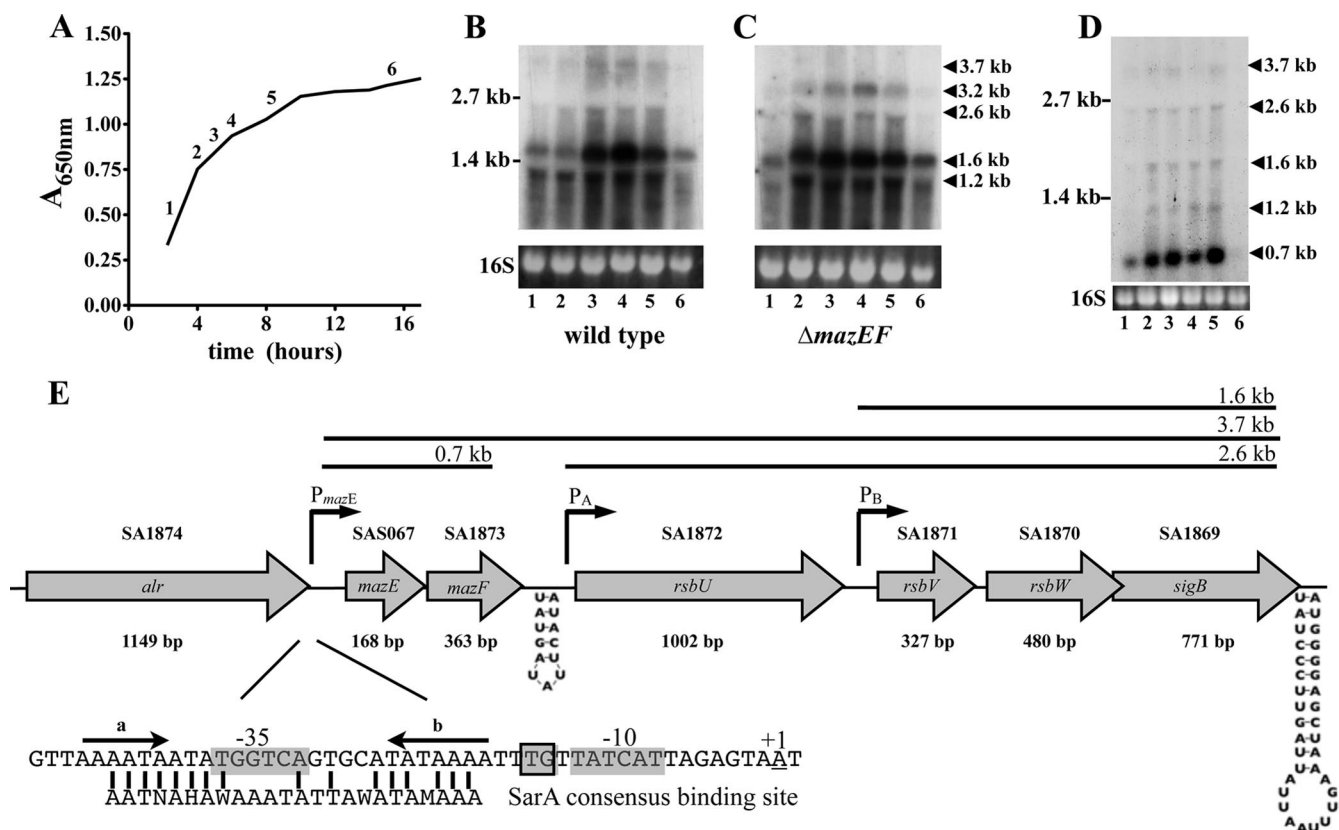 A
1.50
1.25
1.00
0.75
0.50
0.25
0.00
A650nm
1
2
3
4
5
6
0
4
8
12
16
time (hours)
B
2.7 kb
1.4 kb
16S
1 2 3 4 5 6
wild type
C
3.7 kb
3.2 kb
2.6 kb
1.6 kb
1.2 kb
1 2 3 4 5 6
ΔmazEF
D
2.7 kb
1.4 kb
3.7 kb
2.6 kb
1.6 kb
1.2 kb
0.7 kb
16S
1 2 3 4 5 6
E
1.6 kb
3.7 kb
0.7 kb
2.6 kb
PmazE
PA
PB
SA1874
SAS067
SA1873
SA1872
SA1871
SA1870
SA1869
alr
mazE
mazF
rsbU
rsbV
rsbW
sigB
1149 bp
168 bp
363 bp
1002 bp
327 bp
480 bp
771 bp
a
-35
b
-10
+1
GTTAAAATAATATGGTCAGTGCATATAAAATTTGTTATCATTAGAGTAAT
AATNAHAWAAATATTAWATAMAAA
SarA consensus binding site